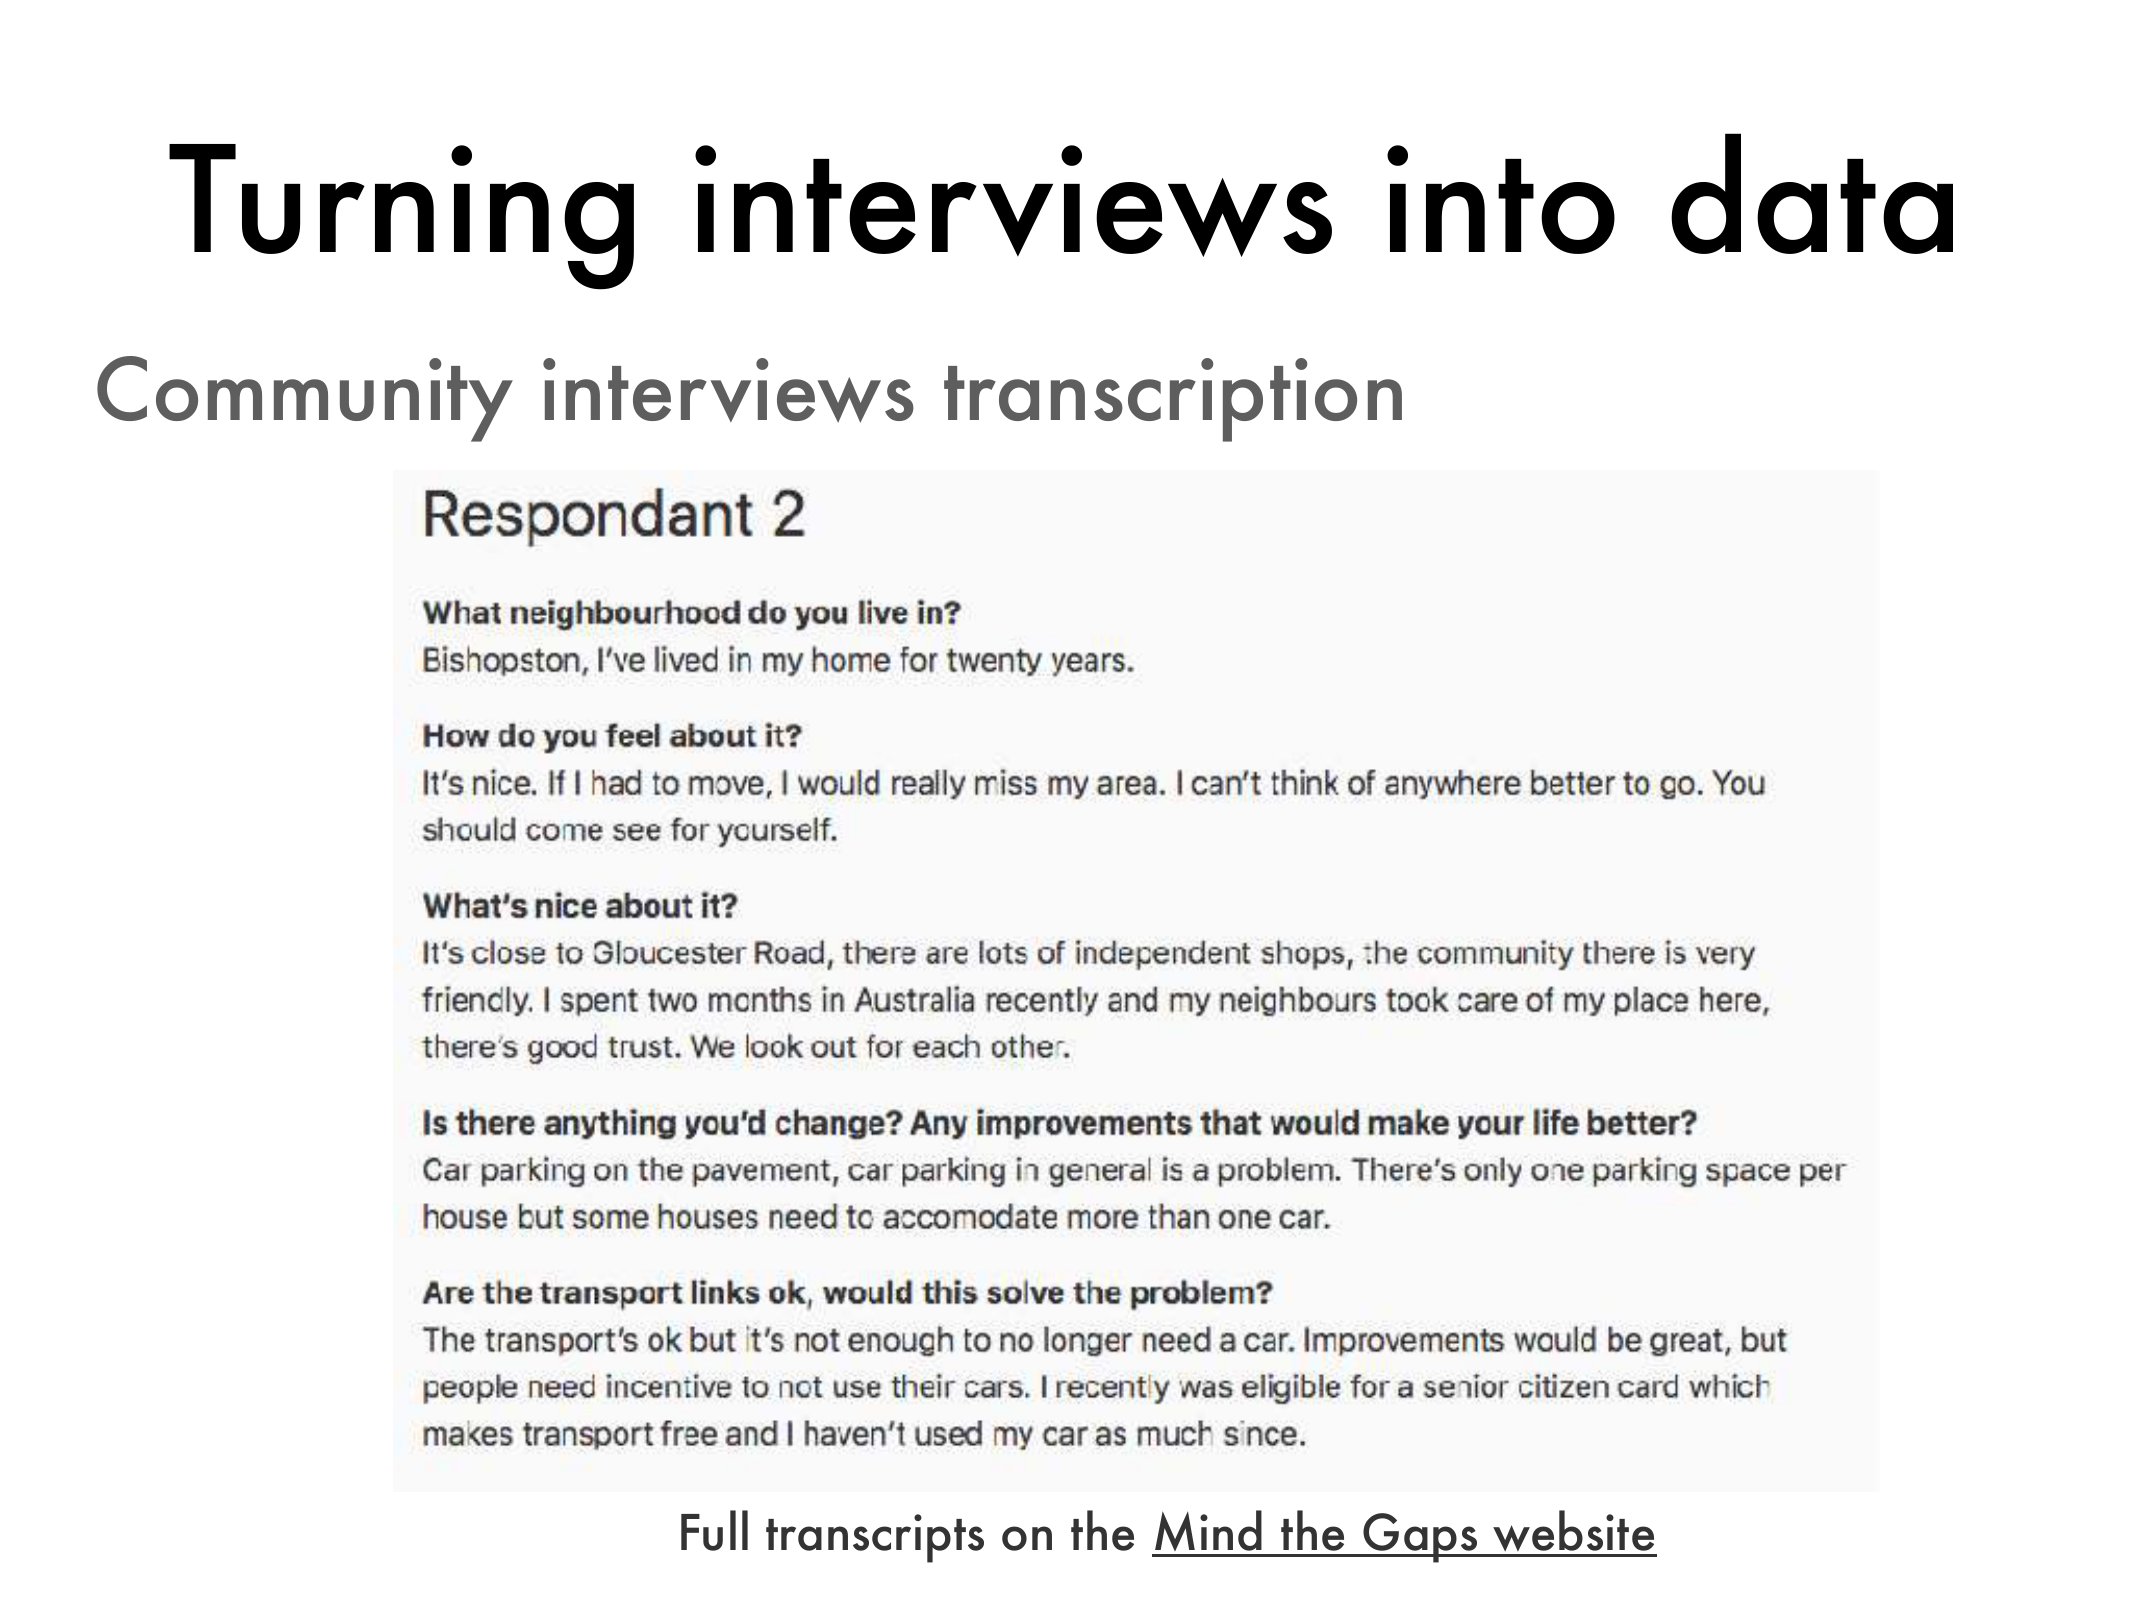 Turning interviews into data
Community interviews transcription
Respondant 2
What neighbourhood do you live in?
Bishopston, I've lived in my home for twenty years.
How do you feel about it?
It's nice. If I had to move, I would really miss my area. I can't think of anywhere better to go. You
should come see for yourself.
What's nice about it?
It's close to Gloucester Road, there are lots of independent shops, the community there is very
friendly. I spent two months in Australia recently and my neighbours took care of my place here,
there's good trust. We look out for each other.
Is there anything you'd change? Any improvements that would make your life better?
Car parking on the pavement, car parking in general is a problem. There's only one parking space per
house but some houses need to accomodate more than one car.
Are the transport links ok, would this solve the problem?
The transport's ok but it's not enough to no longer need a car. Improvements would be great, but
people need incentive to not use their cars. I recently was eligible for a senior citizen card which
makes transport free and I haven't used my car as much since.
Full transcripts on the Mind the Gaps website